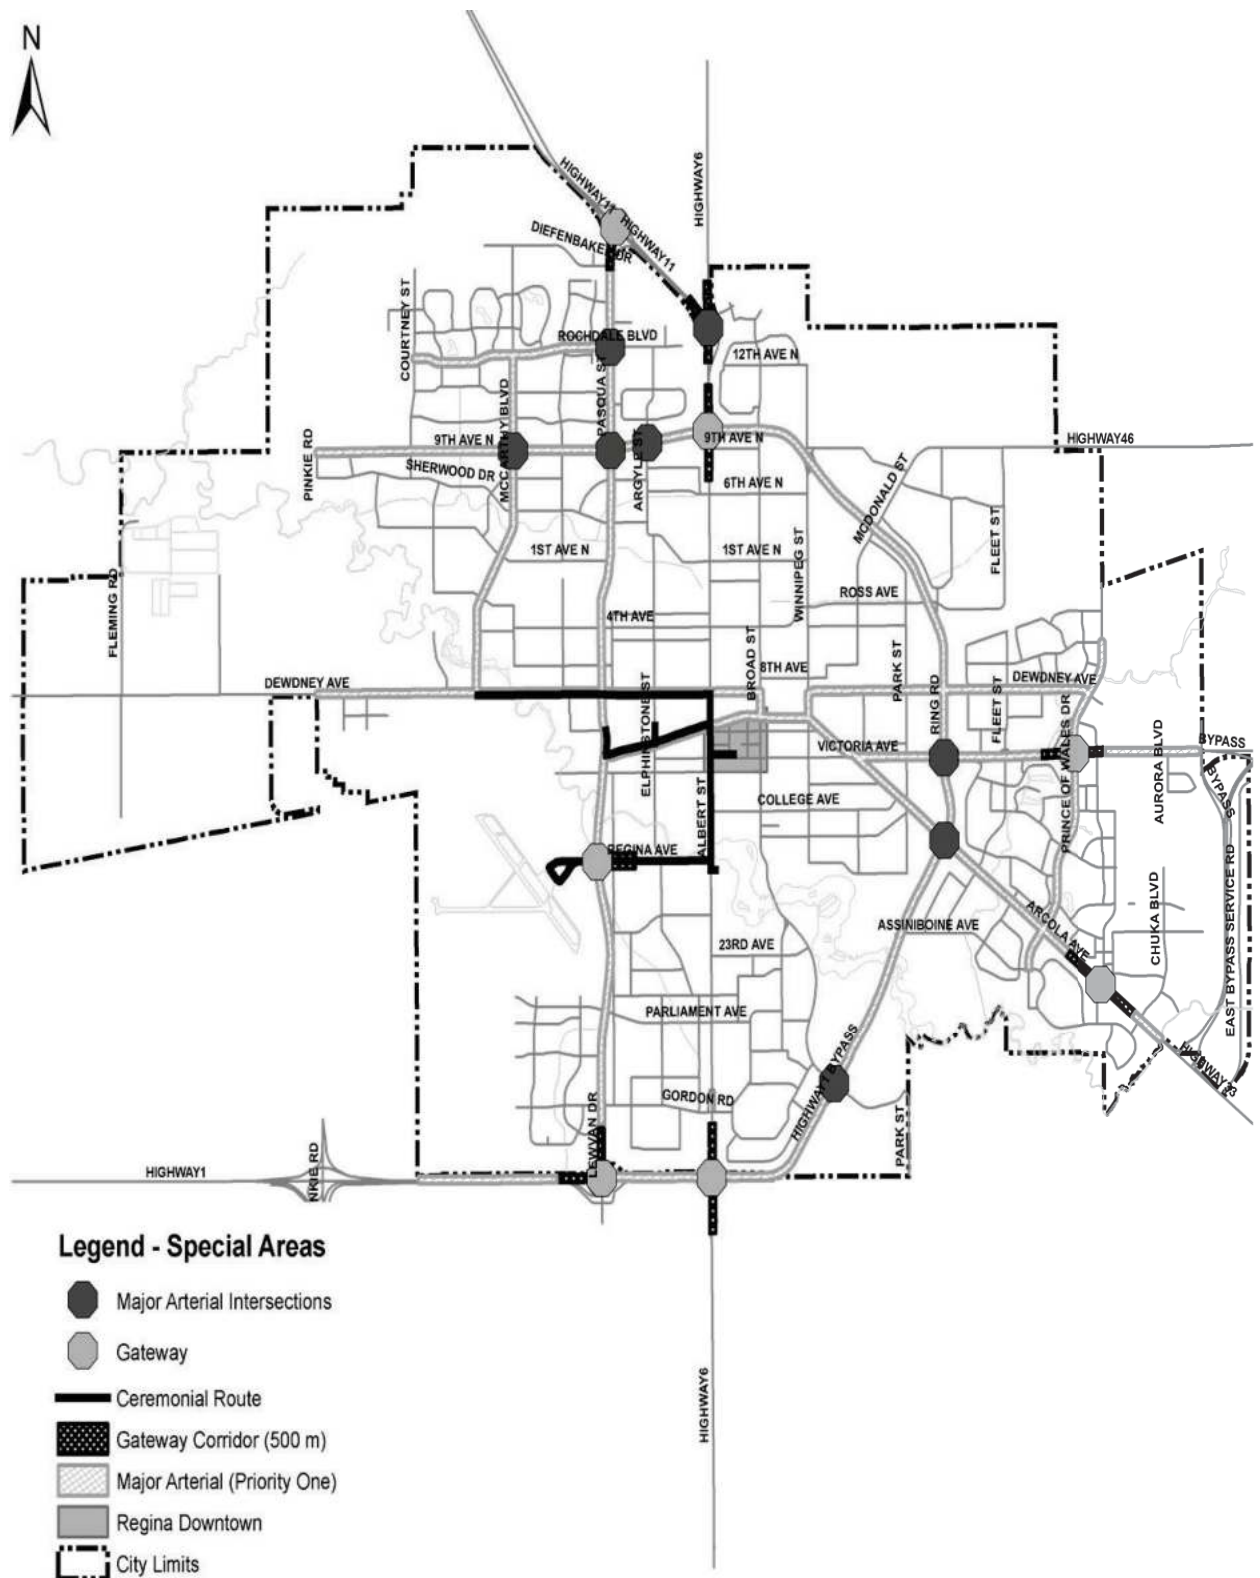 N
HIGHWAY11
HIGHWAY6
HIGHWAY11
DIEFENBAKER DR
COURTNEY ST
ROCHDALE BLVD
12TH AVE N
PASQUA ST
MCCARTHY BLVD
9TH AVE N
9TH AVE N
HIGHWAY46
PINKIE RD
SHERWOOD DR
ARGYLE ST
6TH AVE N
MCDONALD ST
FLEET ST
1ST AVE N
1ST AVE N
WINNIPEG ST
FLEMING RD
ROSS AVE
4TH AVE
BROAD ST
8TH AVE
PARK ST
DEWDNEY AVE
DEWDNEY AVE
ELPHINSTONE ST
RING RD
FLEET ST
PRINCE OF WALES DR
VICTORIA AVE
AURORA BLVD
BYPASS
BYPASS
COLLEGE AVE
ALBERT ST
REGINA AVE
ARCOLA AVE
CHUKA BLVD
EAST BYPASS SERVICE RD
ASSINIBOINE AVE
23RD AVE
PARLIAMENT AVE
HIGHWAY1 BYPASS
GORDON RD
HIGHWAY33
LEWVAN DR
PARK ST
HIGHWAY1
NKIE RD
HIGHWAY6
Legend - Special Areas
Major Arterial Intersections
Gateway
Ceremonial Route
Gateway Corridor (500 m)
Major Arterial (Priority One)
Regina Downtown
City Limits